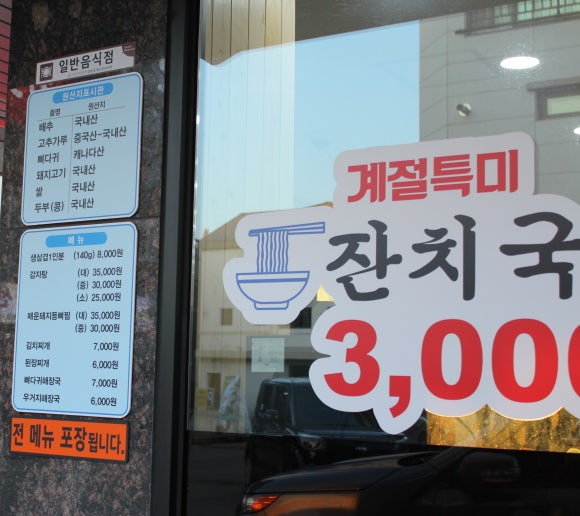 일반음식점
원산지표시판
품명 원산지
배추 국내산
고추가루 중국산-국내산
뼈다귀 캐나다산
돼지고기 국내산
쌀 국내산
두부(콩) 국내산
메뉴
생삼겹1인분 (140g) 8,000원
감자탕 (대) 35,000원
(중) 30,000원
(소) 25,000원
매운돼지등뼈찜 (대) 35,000원
(중) 30,000원
김치찌개 7,000원
된장찌개 6,000원
뼈다귀해장국 7,000원
우거지해장국 6,000원
전 메뉴 포장됩니다.
계절특미
잔치국
3,000